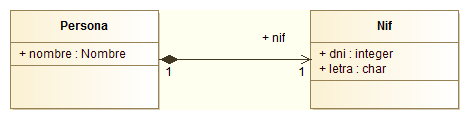 Persona
+ nombre : Nombre
+ nif
1
1
Nif
+ dni : integer
+ letra : char